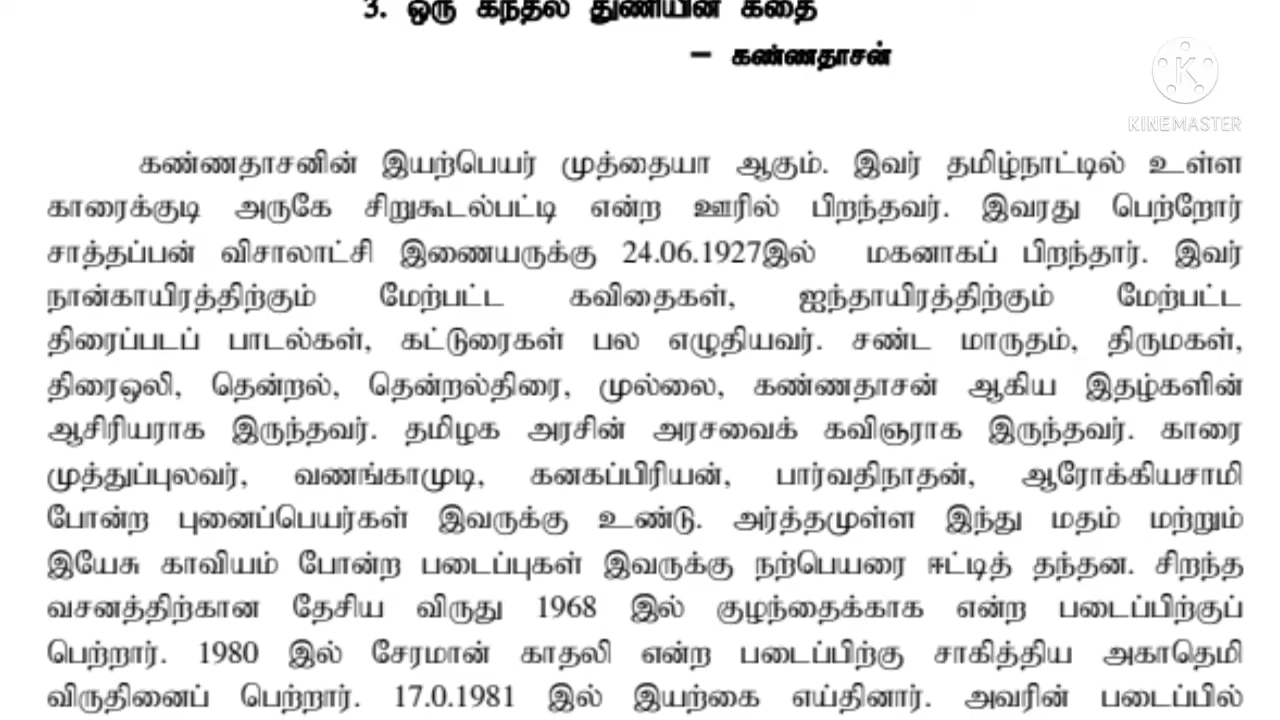 3. ஒரு கந்தல் துணியின் கதை
– கண்ணதாசன்
KINEMASTER
கண்ணதாசனின் இயற்பெயர் முத்தையா ஆகும். இவர் தமிழ்நாட்டில் உள்ள
காரைக்குடி அருகே சிறுகூடல்பட்டி என்ற ஊரில் பிறந்தவர். இவரது பெற்றோர்
சாத்தப்பன் விசாலாட்சி இணையருக்கு 24.06.1927இல் மகனாகப் பிறந்தார். இவர்
நான்காயிரத்திற்கும் மேற்பட்ட கவிதைகள், ஐந்தாயிரத்திற்கும் மேற்பட்ட
திரைப்படப் பாடல்கள், கட்டுரைகள் பல எழுதியவர். சண்ட மாருதம், திருமகள்,
திரைஒலி, தென்றல், தென்றல்திரை, முல்லை, கண்ணதாசன் ஆகிய இதழ்களின்
ஆசிரியராக இருந்தவர். தமிழக அரசின் அரசவைக் கவிஞராக இருந்தவர். காரை
முத்துப்புலவர், வணங்காமுடி, கனகப்பிரியன், பார்வதிநாதன், ஆரோக்கியசாமி
போன்ற புனைப்பெயர்கள் இவருக்கு உண்டு. அர்த்தமுள்ள இந்து மதம் மற்றும்
இயேசு காவியம் போன்ற படைப்புகள் இவருக்கு நற்பெயரை ஈட்டித் தந்தன. சிறந்த
வசனத்திற்கான தேசிய விருது 1968 இல் குழந்தைக்காக என்ற படைப்பிற்குப்
பெற்றார். 1980 இல் சேரமான் காதலி என்ற படைப்பிற்கு சாகித்திய அகாதெமி
விருதினைப் பெற்றார். 17.0.1981 இல் இயற்கை எய்தினார். அவரின் படைப்பில்